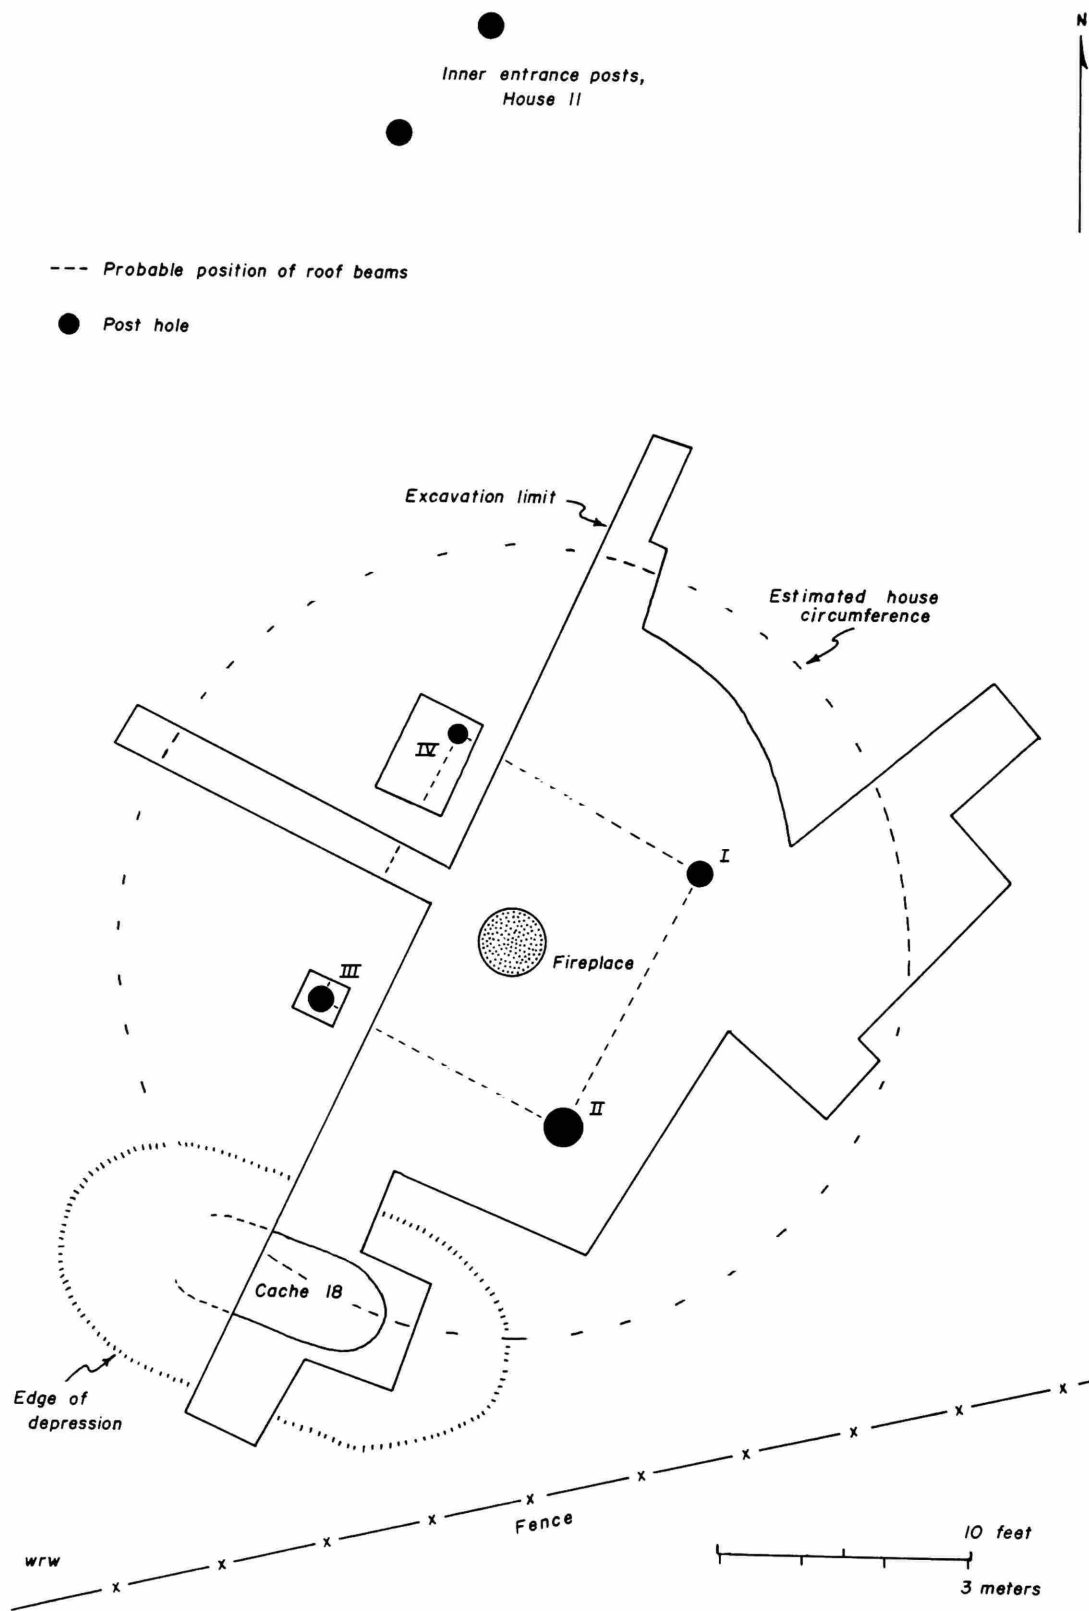 N
Inner entrance posts,
House 11
--- Probable position of roof beams
Post hole
Excavation limit
Estimated house
circumference
IV
I
Fireplace
III
II
Cache 18
Edge of
depression
Fence
10 feet
3 meters
wrw